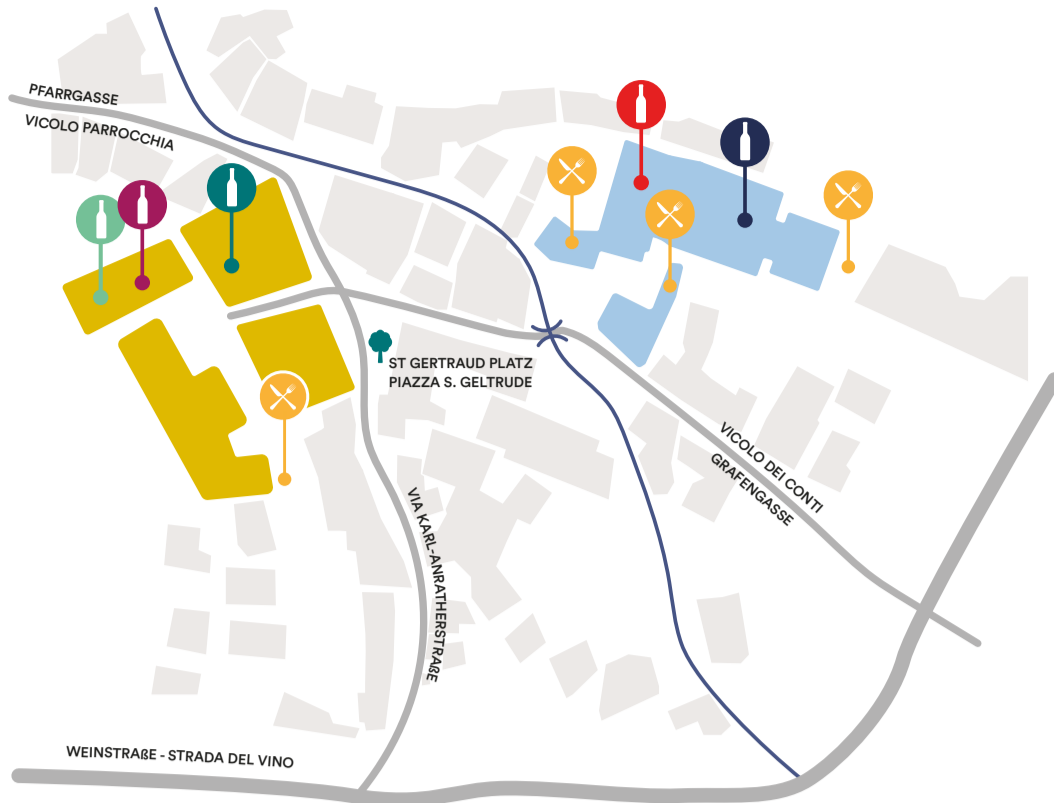 PFARRGASSE
VICOLO PARROCCHIA
ST GERTRAUD PLATZ
PIAZZA S. GELTRUDE
VICOLO DEI CONTI
GRAFENGASSE
VIA KARL-ANRATHERSTRAßE
WEINSTRAßE - STRADA DEL VINO